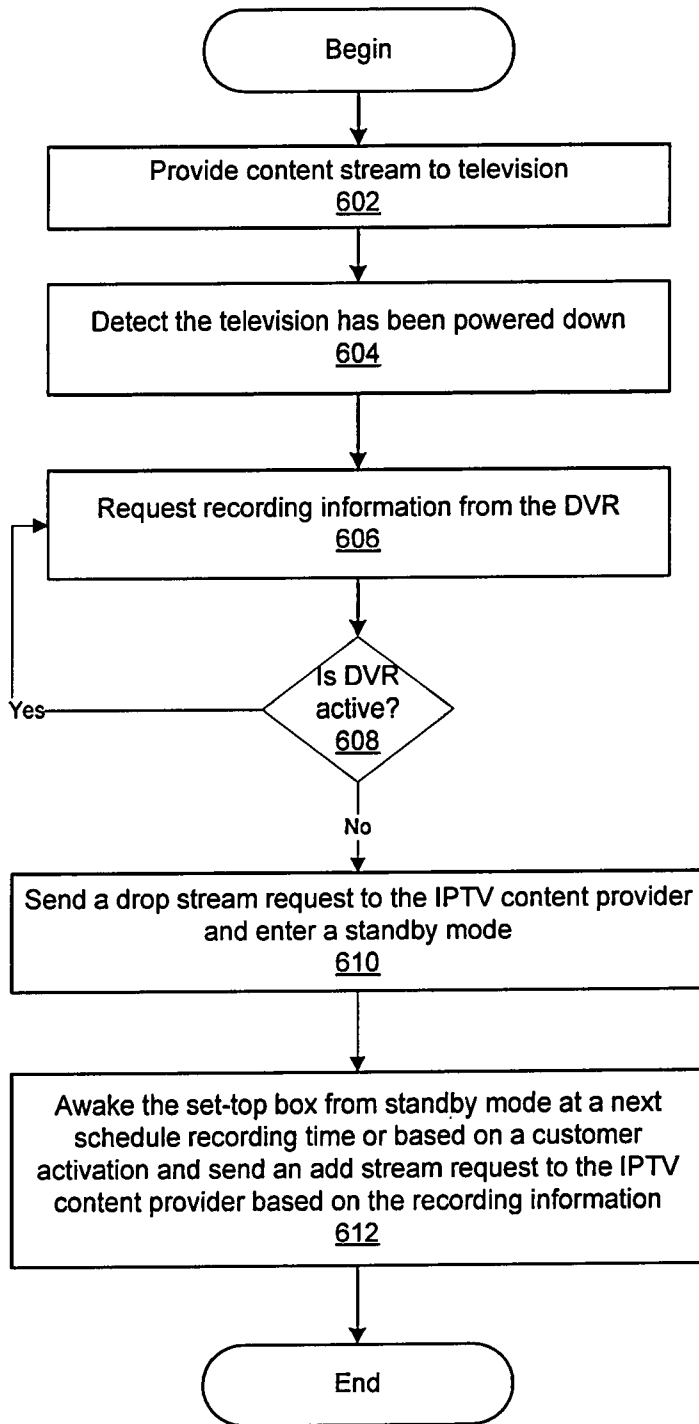 Begin
Provide content stream to television
602
Detect the television has been powered down
604
Request recording information from the DVR
606
Is DVR
active?
608
Yes
No
Send a drop stream request to the IPTV content provider
and enter a standby mode
610
Awake the set-top box from standby mode at a next
schedule recording time or based on a customer
activation and send an add stream request to the IPTV
content provider based on the recording information
612
End